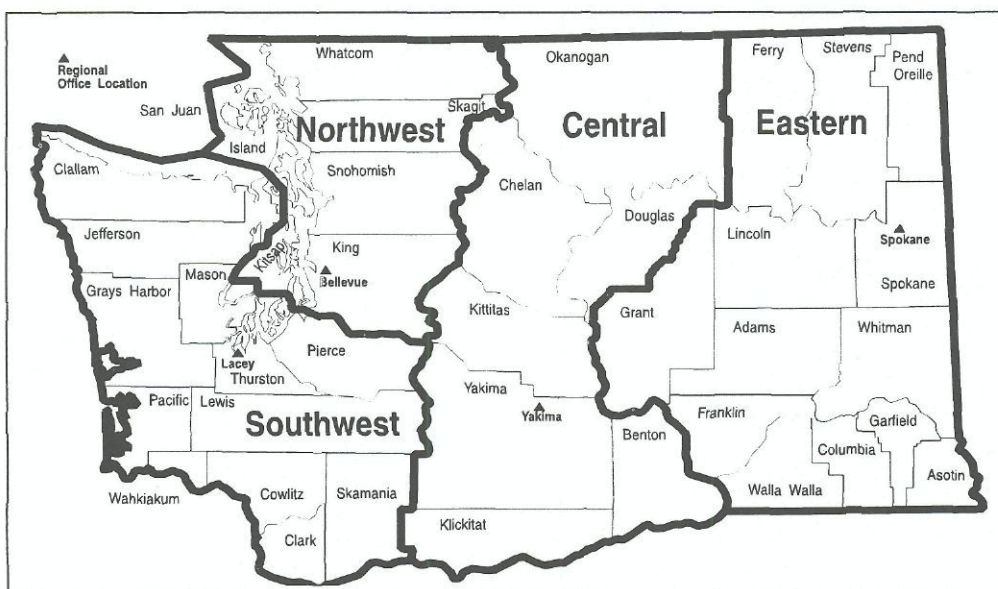 Regional
Office Location
San Juan
Whatcom
Skagit
Northwest
Island
Snohomish
Clallam
Jefferson
King
Kitsap
Bellevue
Mason
Grays Harbor
Pierce
Lacey
Thurston
Pacific
Lewis
Southwest
Wahkiakum
Cowlitz
Skamania
Clark
Okanogan
Central
Chelan
Douglas
Kittitas
Yakima
Yakima
Benton
Klickitat
Ferry
Stevens
Pend
Oreille
Eastern
Lincoln
Spokane
Spokane
Grant
Adams
Whitman
Franklin
Garfield
Columbia
Asotin
Walla Walla